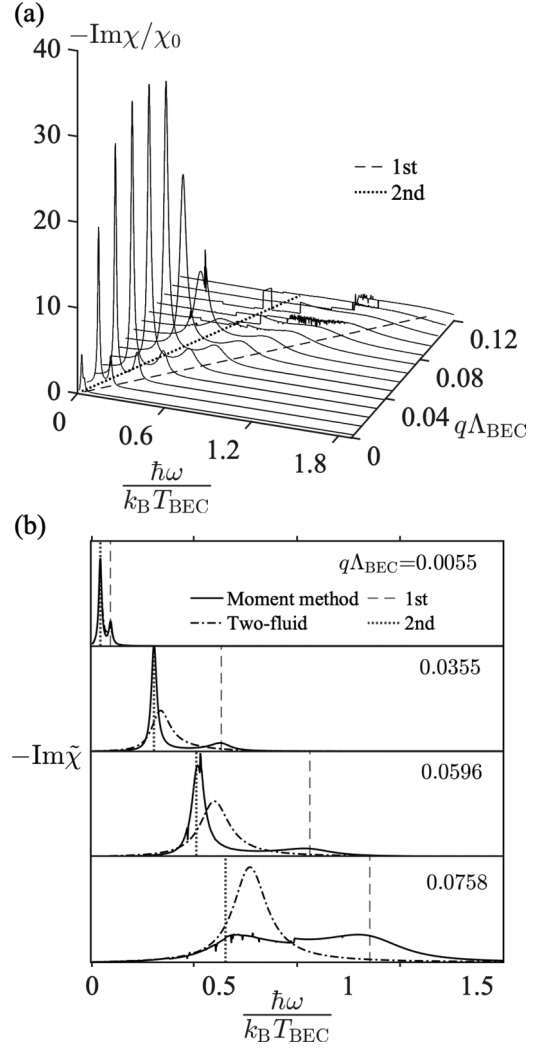 (a)
−Imχ/χ0
40
30
20
10
0
1st
2nd
0 0.6 1.2 1.8
ħω
kBTBEC
0 0.04 0.08 0.12
qΛBEC
(b)
qΛBEC=0.0055
Moment method 1st
Two-fluid 2nd
0.0355
−Imχ̃
0.0596
0.0758
0 0.5 1 1.5
ħω
kBTBEC